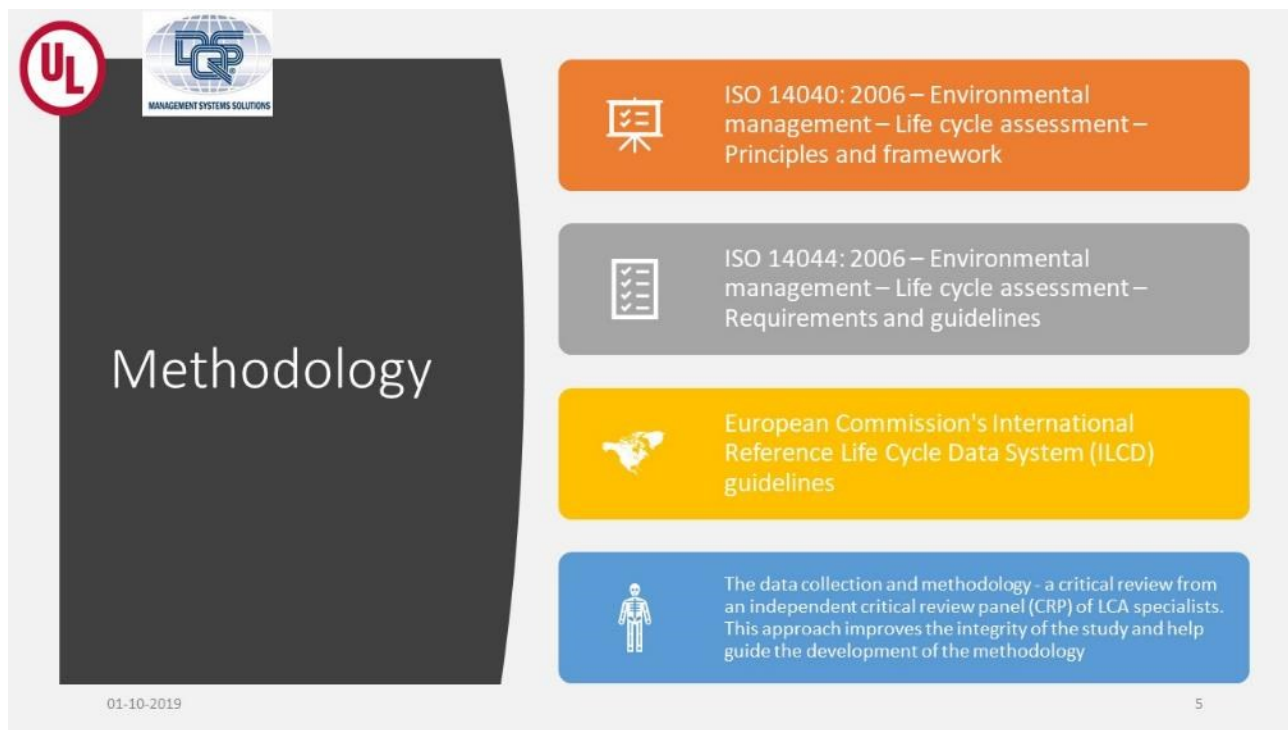 UL
DQS
MANAGEMENT SYSTEMS SOLUTIONS
Methodology
ISO 14040: 2006 – Environmental
management – Life cycle assessment –
Principles and framework
ISO 14044: 2006 – Environmental
management – Life cycle assessment –
Requirements and guidelines
European Commission's International
Reference Life Cycle Data System (ILCD)
guidelines
The data collection and methodology - a critical review from
an independent critical review panel (CRP) of LCA specialists.
This approach improves the integrity of the study and help
guide the development of the methodology
01-10-2019
5